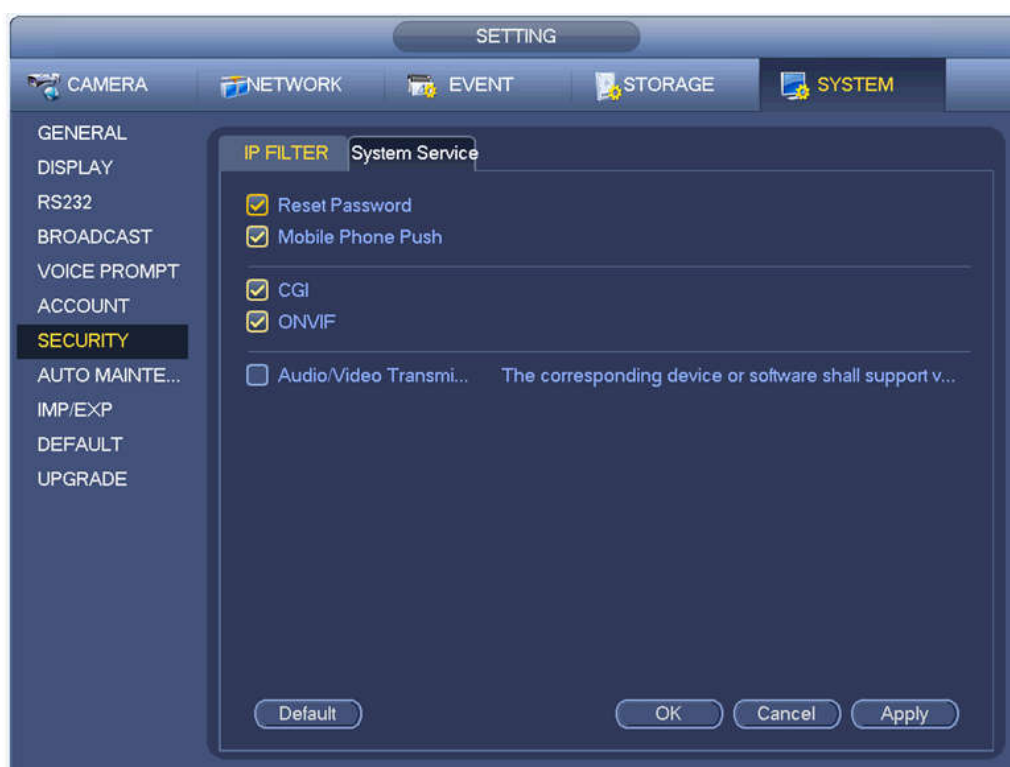 SETTING
CAMERA NETWORK EVENT STORAGE SYSTEM
GENERAL
DISPLAY
RS232
BROADCAST
VOICE PROMPT
ACCOUNT
SECURITY
AUTO MAINTE...
IMP/EXP
DEFAULT
UPGRADE
IP FILTER System Service
Reset Password
Mobile Phone Push
CGI
ONVIF
Audio/Video Transmi... The corresponding device or software shall support v...
Default OK Cancel Apply